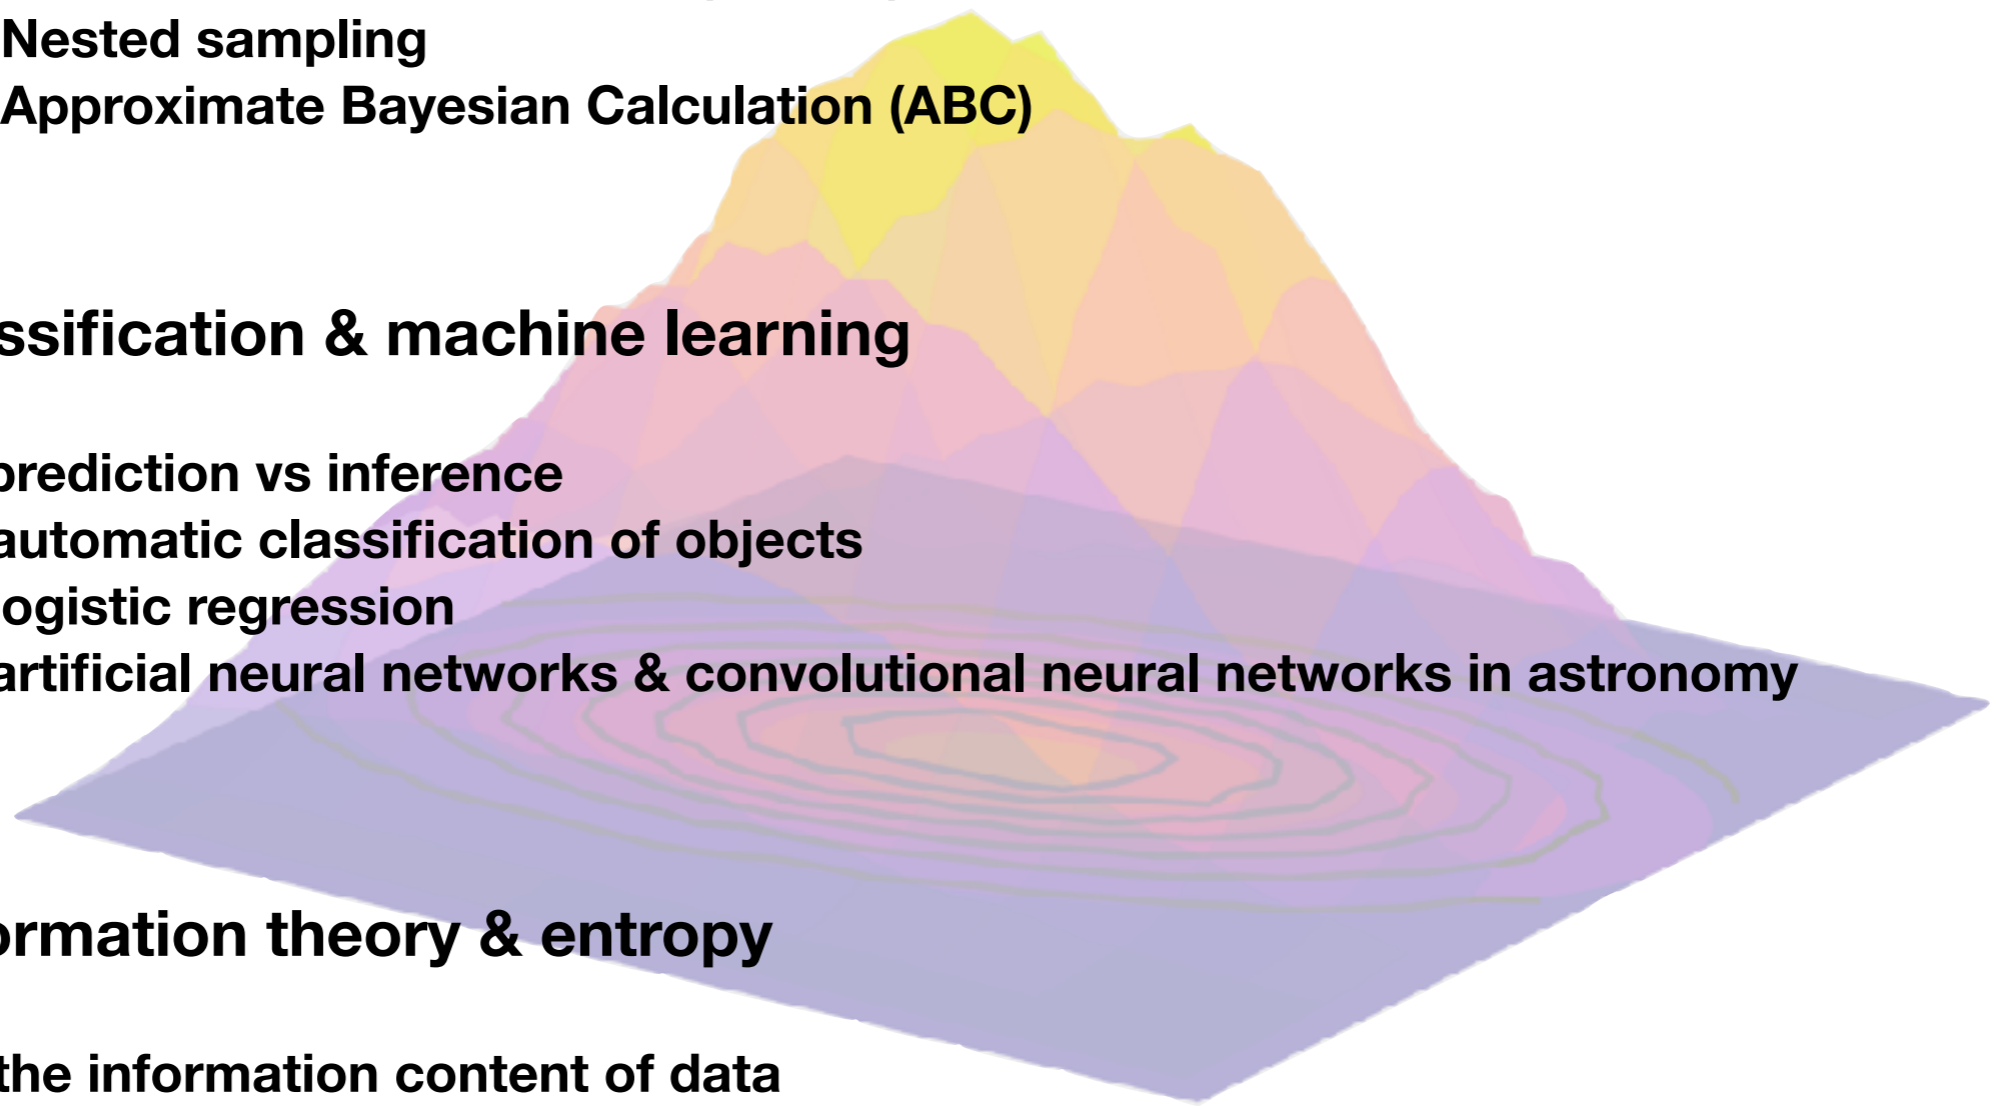 Nested sampling
Approximate Bayesian Calculation (ABC)
ssification & machine learning
prediction vs inference
automatic classification of objects
ogistic regression
artificial neural networks & convolutional neural networks in astronomy
ormation theory & entropy
the information content of data